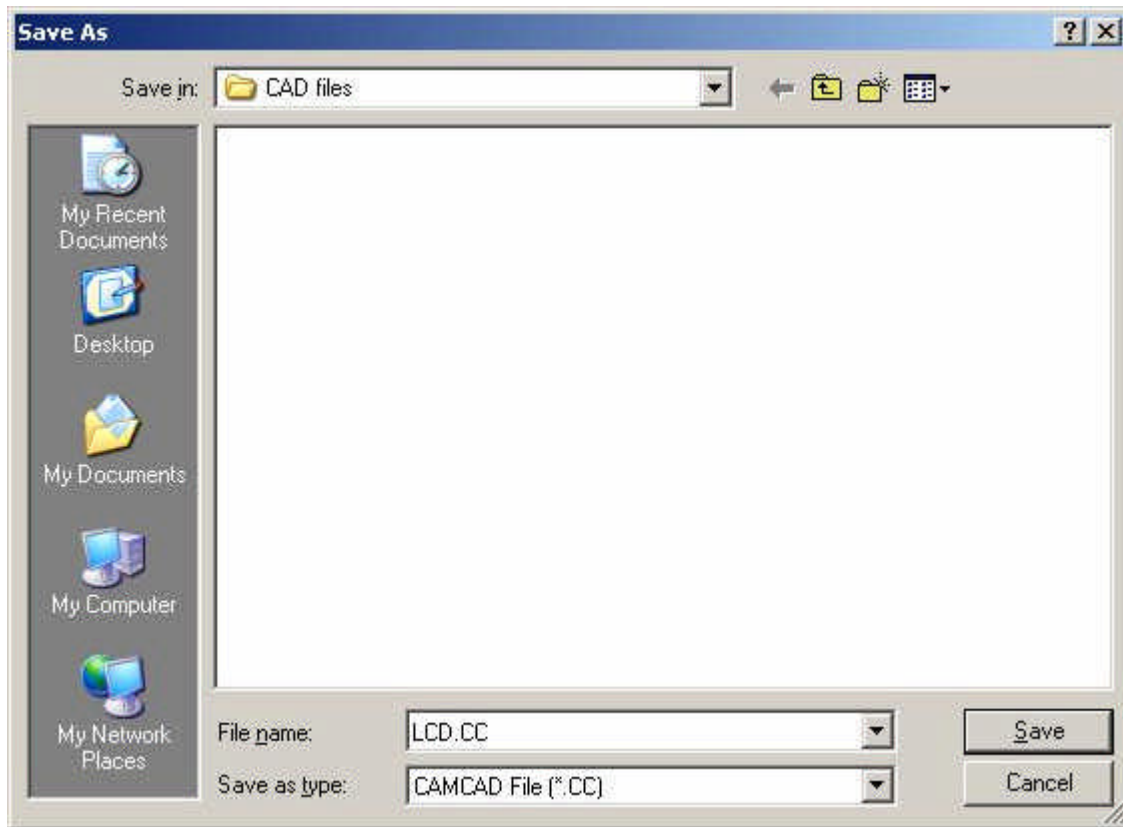 Save As
Save in:
CAD files
My Recent
Documents
Desktop
My Documents
My Computer
My Network
Places
File name:
LCD.CC
Save
Save as type:
CAMCAD File (*.CC)
Cancel